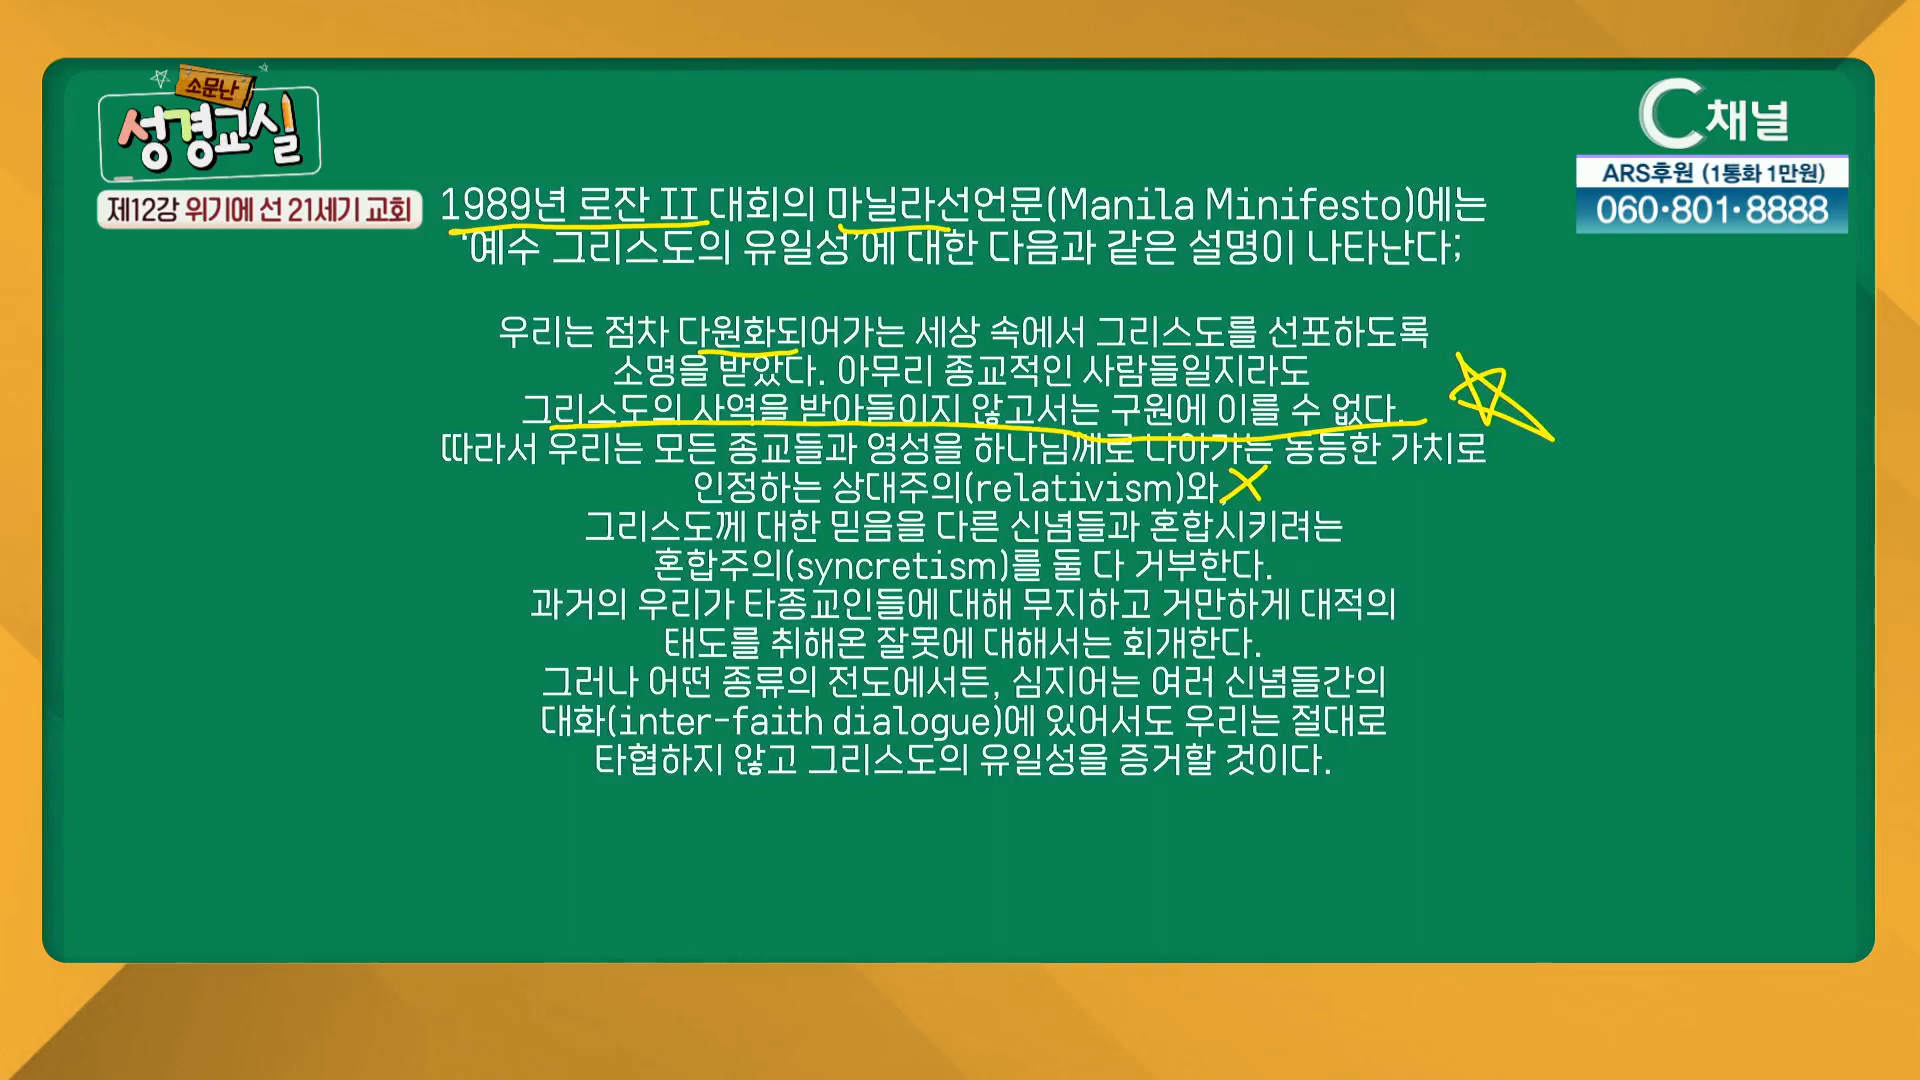 소문난
성경교실
제12강 위기에 선 21세기 교회
C채널
ARS후원 (1통화 1만원)
060·801·8888
1989년 로잔 II 대회의 마닐라선언문(Manila Minifesto)에는
'예수 그리스도의 유일성'에 대한 다음과 같은 설명이 나타난다;
우리는 점차 다원화되어가는 세상 속에서 그리스도를 선포하도록
소명을 받았다. 아무리 종교적인 사람들일지라도
그리스도의 사역을 받아들이지 않고서는 구원에 이를 수 없다.
따라서 우리는 모든 종교들과 영성을 하나님께로 나아가는 동등한 가치로
인정하는 상대주의(relativism)와
그리스도께 대한 믿음을 다른 신념들과 혼합시키려는
혼합주의(syncretism)를 둘 다 거부한다.
과거의 우리가 타종교인들에 대해 무지하고 거만하게 대적의
태도를 취해온 잘못에 대해서는 회개한다.
그러나 어떤 종류의 전도에서든, 심지어는 여러 신념들간의
대화(inter-faith dialogue)에 있어서도 우리는 절대로
타협하지 않고 그리스도의 유일성을 증거할 것이다.